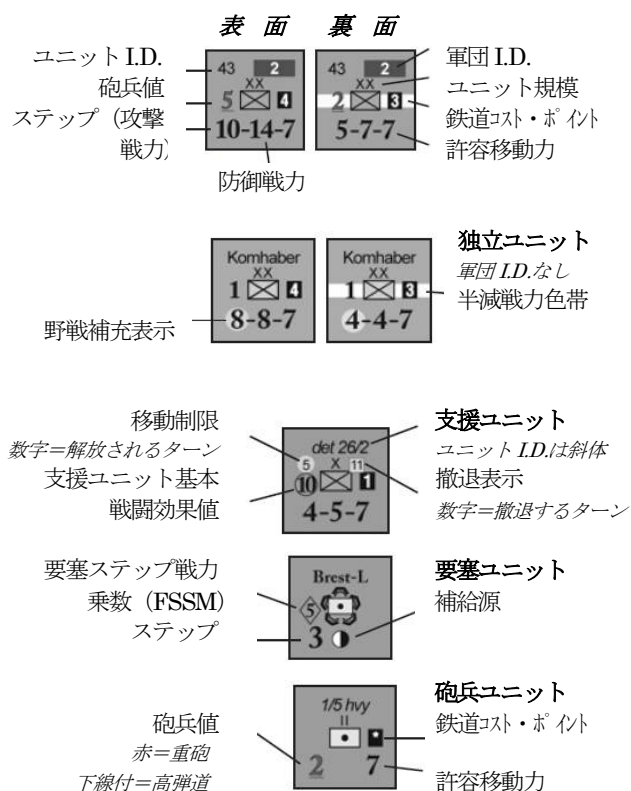 表 面
裏 面
ユニット I.D.
砲兵値
ステップ（攻撃
戦力）
防御戦力
43 2
XX
5 4
10-14-7
43 2
XX
2 3
5-7-7
軍団 I.D.
ユニット規模
鉄道コスト・ポイント
許容移動力
野戦補充表示
Komhaber
XX
1 4
8-8-7
Komhaber
XX
1 3
4-4-7
独立ユニット
軍団 I.D.なし
半減戦力色帯
移動制限
数字＝解放されるターン
支援ユニット基本
戦闘効果値
det 26/2
5 X 11
10 1
4-5-7
支援ユニット
ユニット I.D.は斜体
撤退表示
数字＝撤退するターン
要塞ステップ戦力
乗数（FSSM）
ステップ
Brest-L
5
3
要塞ユニット
補給源
砲兵値
赤＝重砲
下線付＝高弾道
1/5 hvy
II
2 7
砲兵ユニット
鉄道コスト・ポイント
許容移動力